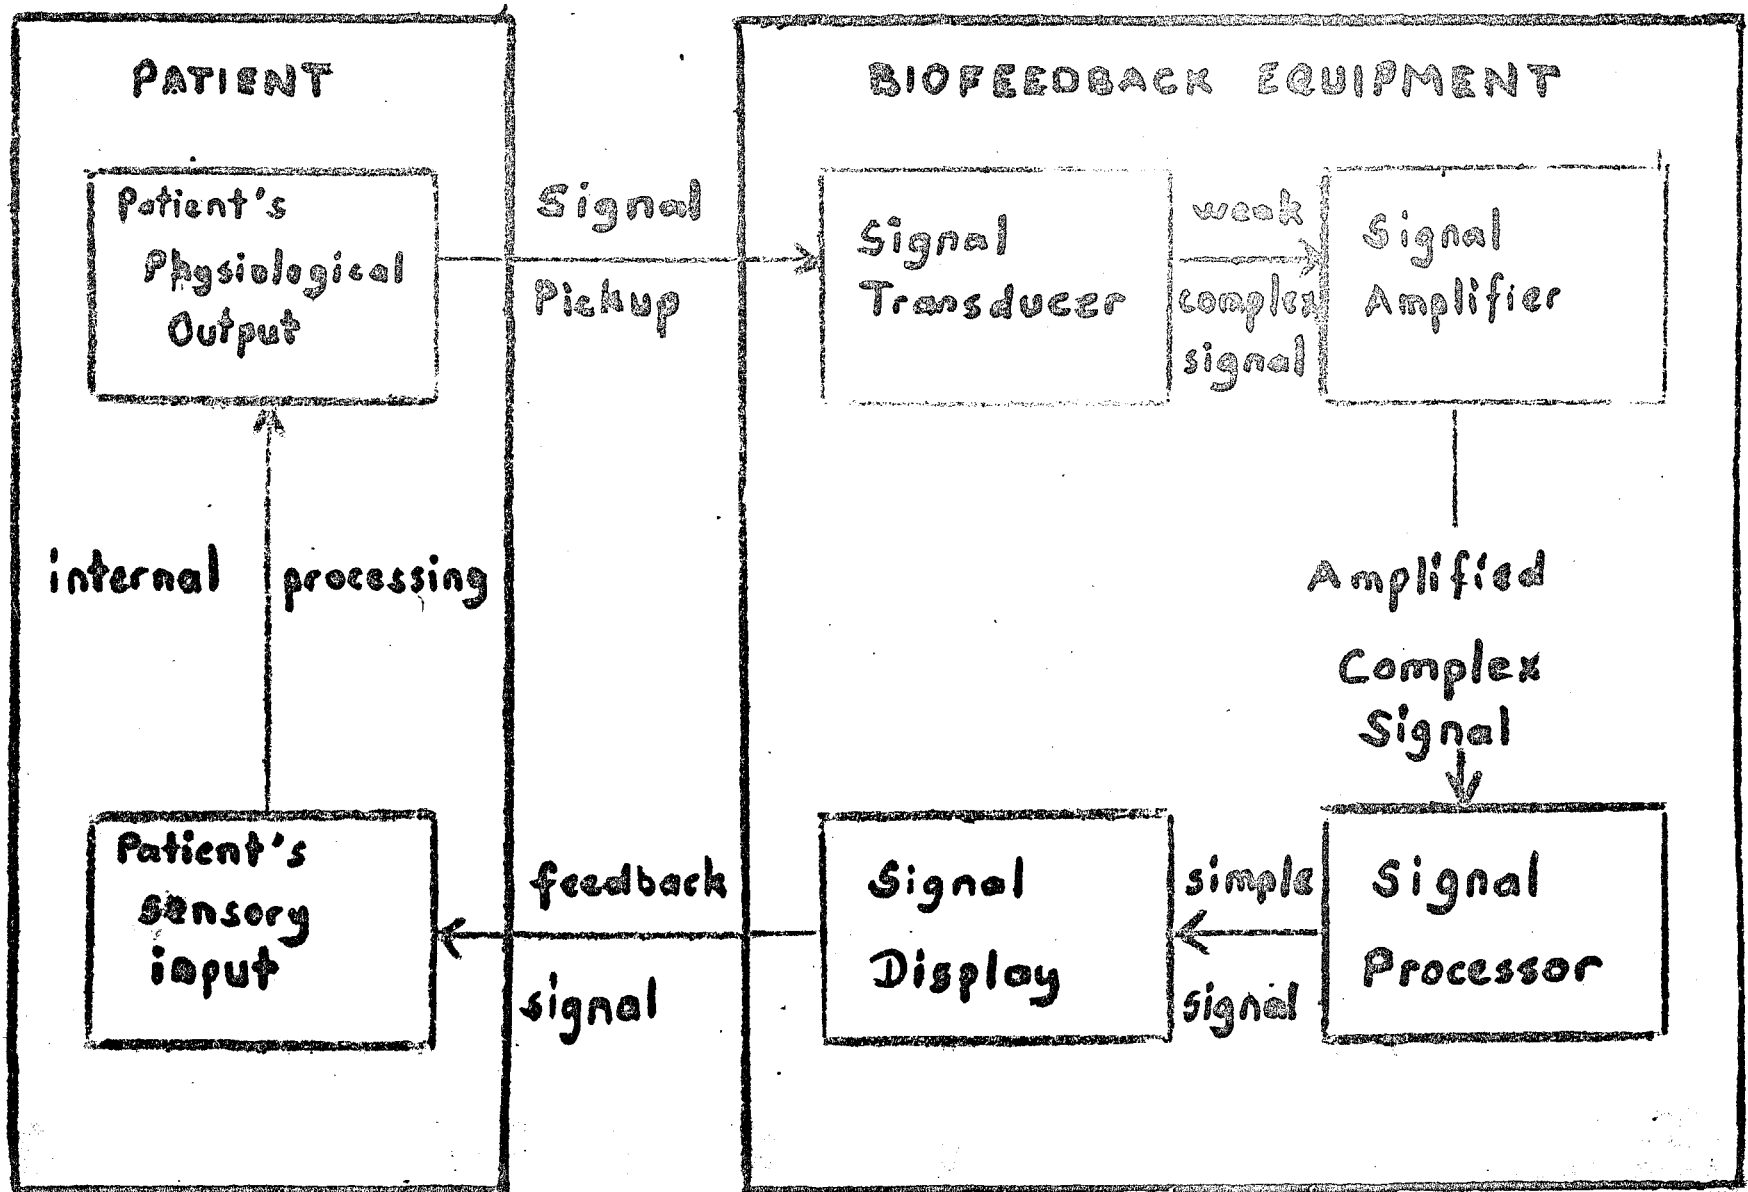 PATIENT
BIOFEEDBACK EQUIPMENT
Patient's
Physiological
Output
Signal
Pickup
Signal
Transducer
weak
complex
signal
Signal
Amplifier
internal processing
Amplified
Complex
Signal
Patient's
sensory
input
feedback
signal
Signal
Display
simple
signal
Signal
Processor